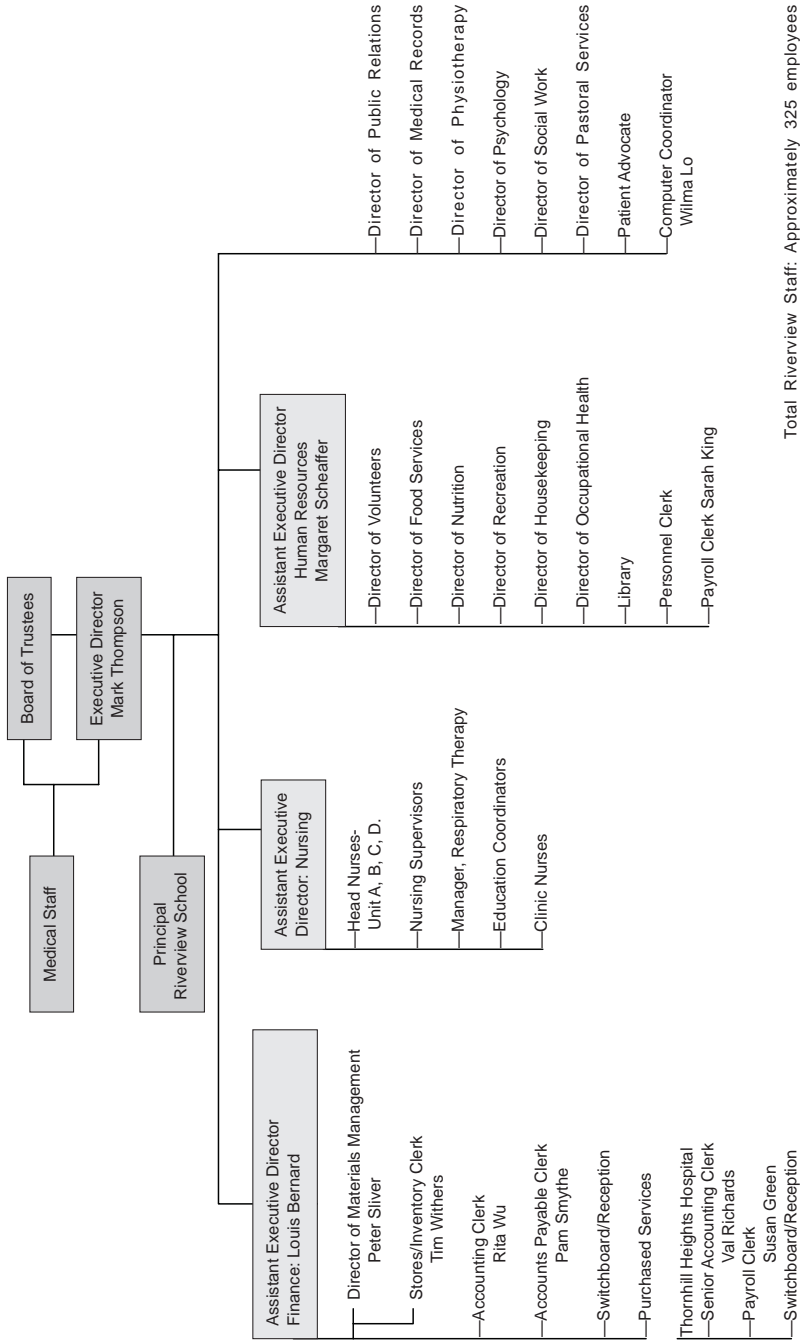 Board of Trustees
Executive Director
Mark Thompson
Medical Staff
Principal
Riverview School
Assistant Executive Director
Finance: Louis Bernard
Director of Materials Management
Peter Sliver
Stores/Inventory Clerk
Tim Withers
Accounting Clerk
Rita Wu
Accounts Payable Clerk
Pam Smythe
Switchboard/Reception
Purchased Services
Thornhill Heights Hospital
Senior Accounting Clerk
Val Richards
Payroll Clerk
Susan Green
Switchboard/Reception
Assistant Executive
Director: Nursing
Head Nurses-
Unit A, B, C, D.
Nursing Supervisors
Manager, Respiratory Therapy
Education Coordinators
Clinic Nurses
Assistant Executive Director
Human Resources
Margaret Scheaffer
Director of Volunteers
Director of Food Services
Director of Nutrition
Director of Recreation
Director of Housekeeping
Director of Occupational Health
Library
Personnel Clerk
Payroll Clerk Sarah King
Director of Public Relations
Director of Medical Records
Director of Physiotherapy
Director of Psychology
Director of Social Work
Director of Pastoral Services
Patient Advocate
Computer Coordinator
Wilma Lo
Total Riverview Staff: Approximately 325 employees